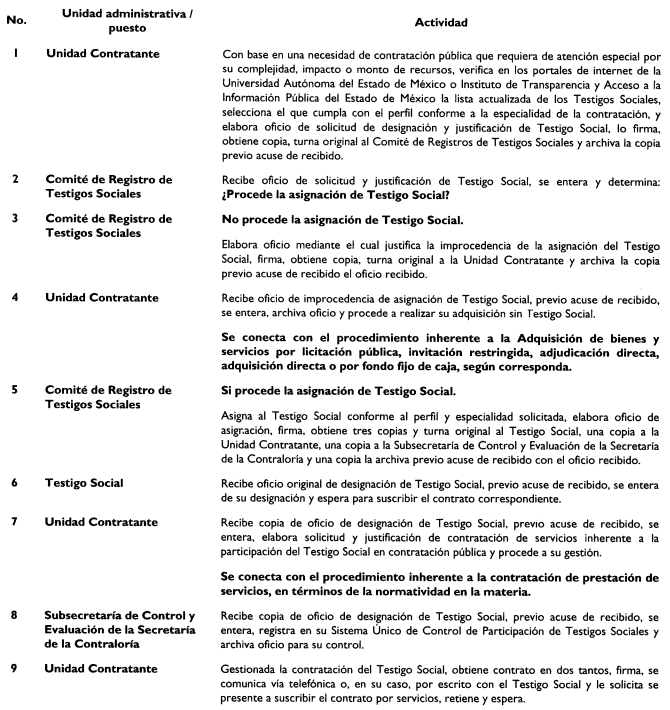 No. Unidad administrativa / puesto Actividad
1 Unidad Contratante Con base en una necesidad de contratación pública que requiera de atención especial por
su complejidad, impacto o monto de recursos, verifica en los portales de internet de la
Universidad Autónoma del Estado de México o Instituto de Transparencia y Acceso a la
Información Pública del Estado de México la lista actualizada de los Testigos Sociales,
selecciona el que cumpla con el perfil conforme a la especialidad de la contratación, y
elabora oficio de solicitud de designación y justificación de Testigo Social, lo firma,
obtiene copia, turna original al Comité de Registros de Testigos Sociales y archiva la copia
previo acuse de recibido.
2 Comité de Registro de Recibe oficio de solicitud y justificación de Testigo Social, se entera y determina:
Testigos Sociales ¿Procede la asignación de Testigo Social?
3 Comité de Registro de No procede la asignación de Testigo Social.
Testigos Sociales
Elabora oficio mediante el cual justifica la improcedencia de la asignación del Testigo
Social, firma, obtiene copia, turna original a la Unidad Contratante y archiva la copia
previo acuse de recibido el oficio recibido.
4 Unidad Contratante Recibe oficio de improcedencia de asignación de Testigo Social, previo acuse de recibido,
se entera, archiva oficio y procede a realizar su adquisición sin Testigo Social.
Se conecta con el procedimiento inherente a la Adquisición de bienes y
servicios por licitación pública, invitación restringida, adjudicación directa,
adquisición directa o por fondo fijo de caja, según corresponda.
5 Comité de Registro de Si procede la asignación de Testigo Social.
Testigos Sociales
Asigna al Testigo Social conforme al perfil y especialidad solicitada, elabora oficio de
asignación, firma, obtiene tres copias y turna original al Testigo Social, una copia a la
Unidad Contratante, una copia a la Subsecretaría de Control y Evaluación de la Secretaría
de la Contraloría y una copia la archiva previo acuse de recibido con el oficio recibido.
6 Testigo Social Recibe oficio original de designación de Testigo Social, previo acuse de recibido, se entera
de su designación y espera para suscribir el contrato correspondiente.
7 Unidad Contratante Recibe copia de oficio de designación de Testigo Social, previo acuse de recibido, se
entera, elabora solicitud y justificación de contratación de servicios inherente a la
participación del Testigo Social en contratación pública y procede a su gestión.
Se conecta con el procedimiento inherente a la contratación de prestación de
servicios, en términos de la normatividad en la materia.
8 Subsecretaría de Control y Recibe copia de oficio de designación de Testigo Social, previo acuse de recibido, se
Evaluación de la Secretaría entera, registra en su Sistema Único de Control de Participación de Testigos Sociales y
de la Contraloría archiva oficio para su control.
9 Unidad Contratante Gestionada la contratación del Testigo Social, obtiene contrato en dos tantos, firma, se
comunica vía telefónica o, en su caso, por escrito con el Testigo Social y le solicita se
presente a suscribir el contrato por servicios, retiene y espera.